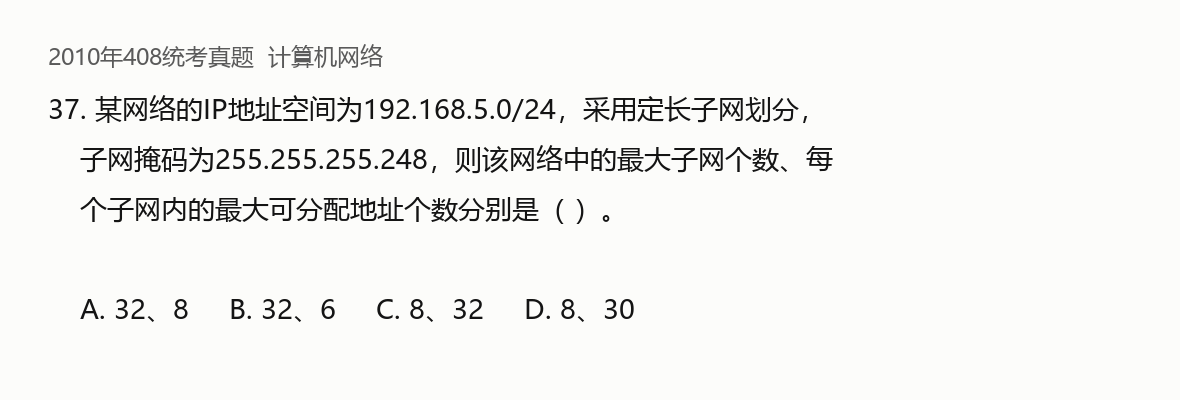 2010年408统考真题 计算机网络
37. 某网络的IP地址空间为192.168.5.0/24，采用定长子网划分，
子网掩码为255.255.255.248，则该网络中的最大子网个数、每
个子网内的最大可分配地址个数分别是（ ）。
A. 32、8 B. 32、6 C. 8、32 D. 8、30